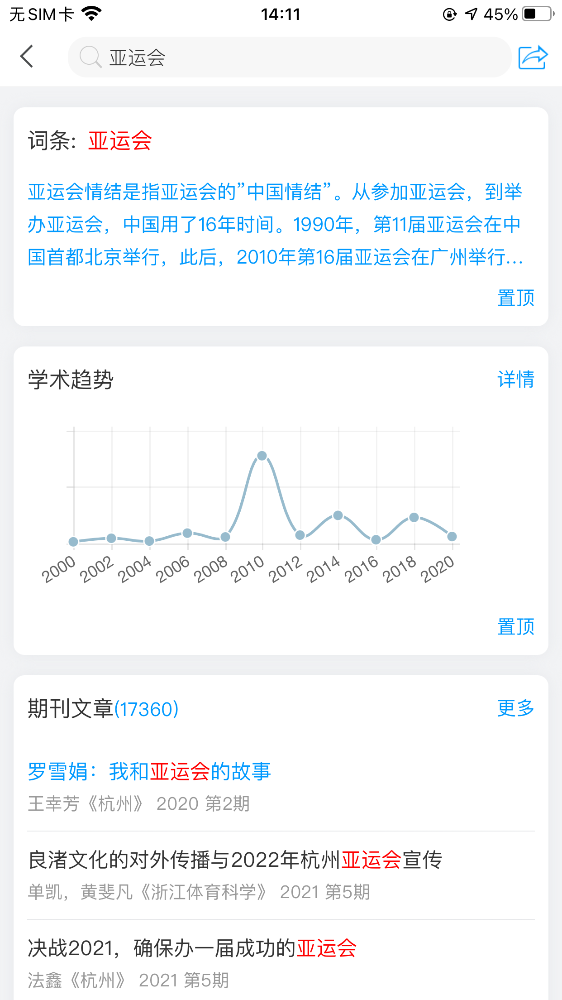 无SIM卡 14:11 45%
亚运会
词条: 亚运会
亚运会情结是指亚运会的”中国情结”。从参加亚运会，到举
办亚运会，中国用了16年时间。1990年，第11届亚运会在中
国首都北京举行，此后，2010年第16届亚运会在广州举行...
置顶
学术趋势 详情
2000 2002 2004 2006 2008 2010 2012 2014 2016 2018 2020
置顶
期刊文章(17360) 更多
罗雪娟：我和亚运会的故事
王幸芳《杭州》 2020 第2期
良渚文化的对外传播与2022年杭州亚运会宣传
单凯，黄斐凡《浙江体育科学》 2021 第5期
决战2021，确保办一届成功的亚运会
法鑫《杭州》 2021 第5期